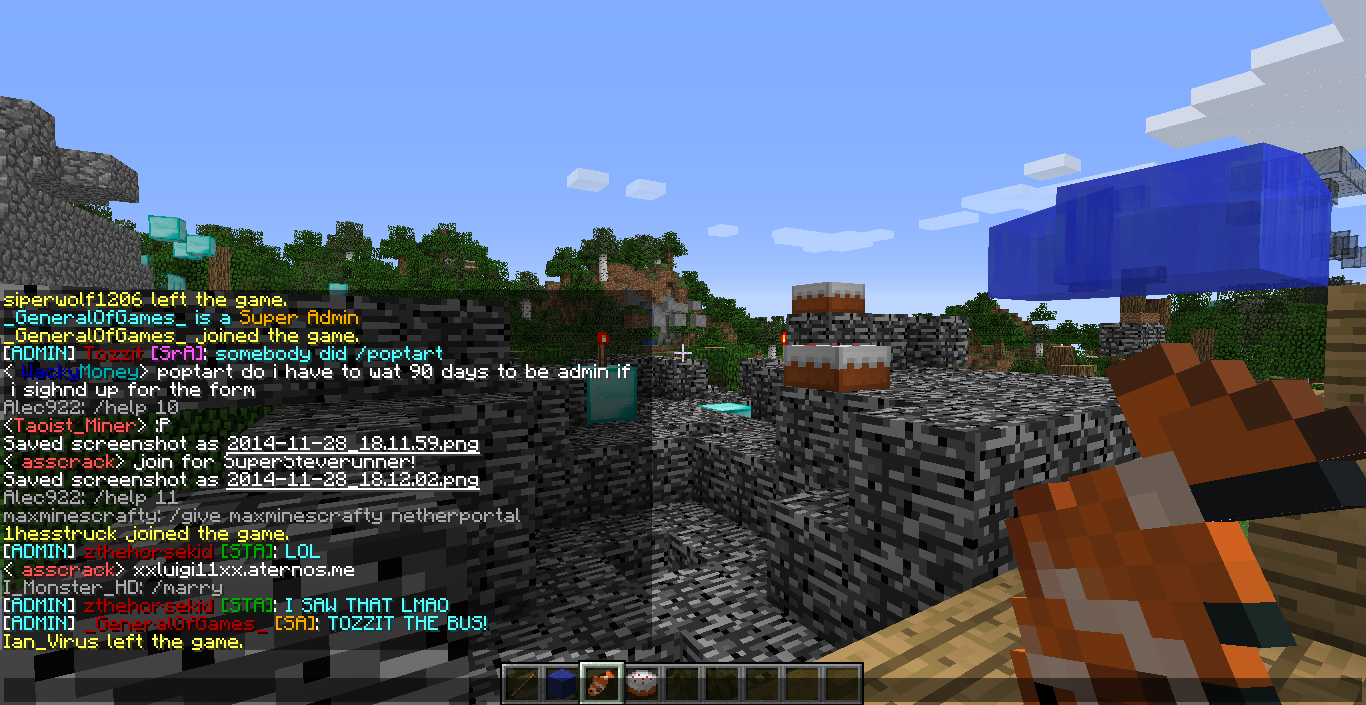 siperwolf1206 left the game.
_GeneralOfGames_ is a Super Admin
_GeneralOfGames_ joined the game.
[ADMIN] Tozzit [SrA]: somebody did /poptart
< WackyMoney> poptart do i have to wat 90 days to be admin if
i sighnd up for the form
Alec922: /help 10
<Taoist_Miner> :P
Saved screenshot as 2014-11-28_18.11.59.png
< asscrack> join for SuperSteverunner!
Saved screenshot as 2014-11-28_18.12.02.png
Alec922: /help 11
maxminescrafty: /give maxminescrafty netherportal
1hesstruck joined the game.
[ADMIN] zthehorsekid [STA]: LOL
< asscrack> xxluigi11xx.aternos.me
I_Monster_HD: /marry
[ADMIN] zthehorsekid [STA]: I SAW THAT LMAO
[ADMIN] _GeneralOfGames_ [SA]: TOZZIT THE BUS!
Ian_Virus left the game.